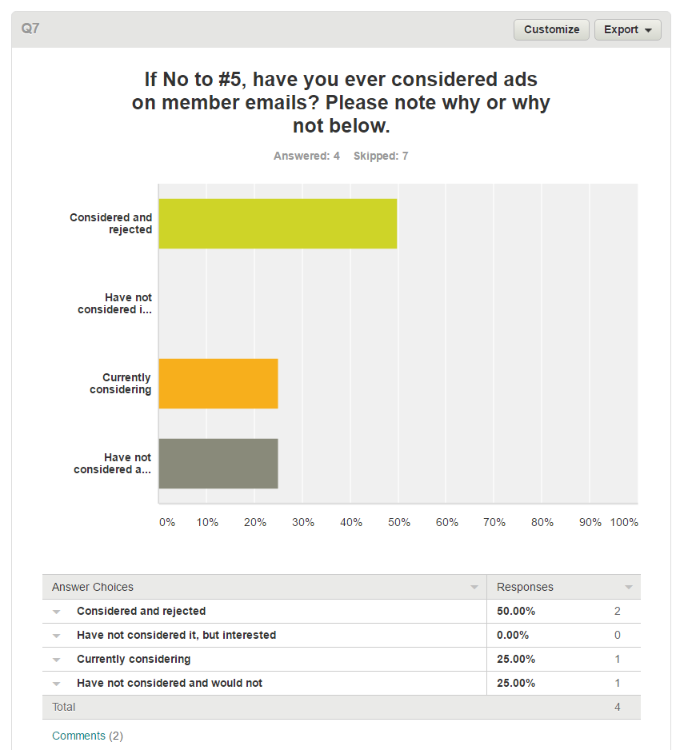 Q7
Customize
Export
If No to #5, have you ever considered ads
on member emails? Please note why or why
not below.
Answered: 4 Skipped: 7
Considered and
rejected
Have not
considered i...
Currently
considering
Have not
considered a...
0% 10% 20% 30% 40% 50% 60% 70% 80% 90% 100%
Answer Choices Responses
Considered and rejected 50.00% 2
Have not considered it, but interested 0.00% 0
Currently considering 25.00% 1
Have not considered and would not 25.00% 1
Total 4
Comments (2)